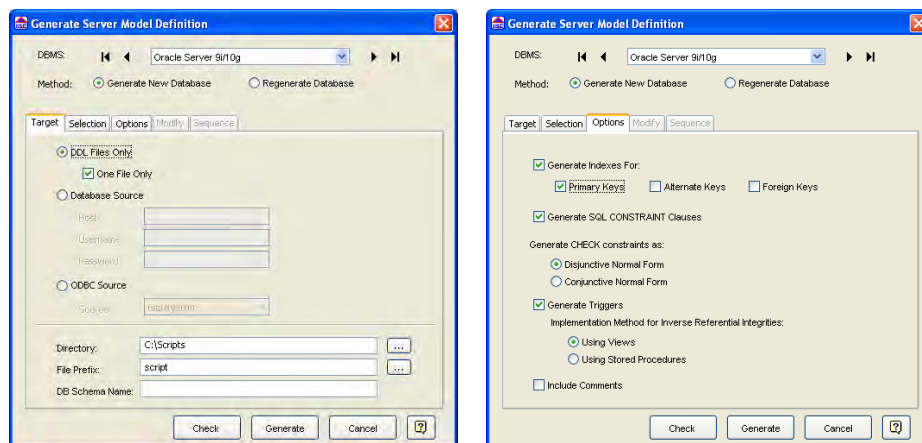 Generate Server Model Definition
DBMS: Oracle Server 9i/10g
Method: Generate New Database Regenerate Database
Target Selection Options Modify Sequence
DDL Files Only
One File Only
Database Source
Host:
Username:
Password:
ODBC Source
Source:
Directory: C:\Scripts ...
File Prefix: script ...
DB Schema Name:
Check Generate Cancel ?
Generate Server Model Definition
DBMS: Oracle Server 9i/10g
Method: Generate New Database Regenerate Database
Target Selection Options Modify Sequence
Generate Indexes For:
Primary Keys Alternate Keys Foreign Keys
Generate SQL CONSTRAINT Clauses
Generate CHECK constraints as:
Disjunctive Normal Form
Conjunctive Normal Form
Generate Triggers
Implementation Method for Inverse Referential Integrities:
Using Views
Using Stored Procedures
Include Comments
Check Generate Cancel ?